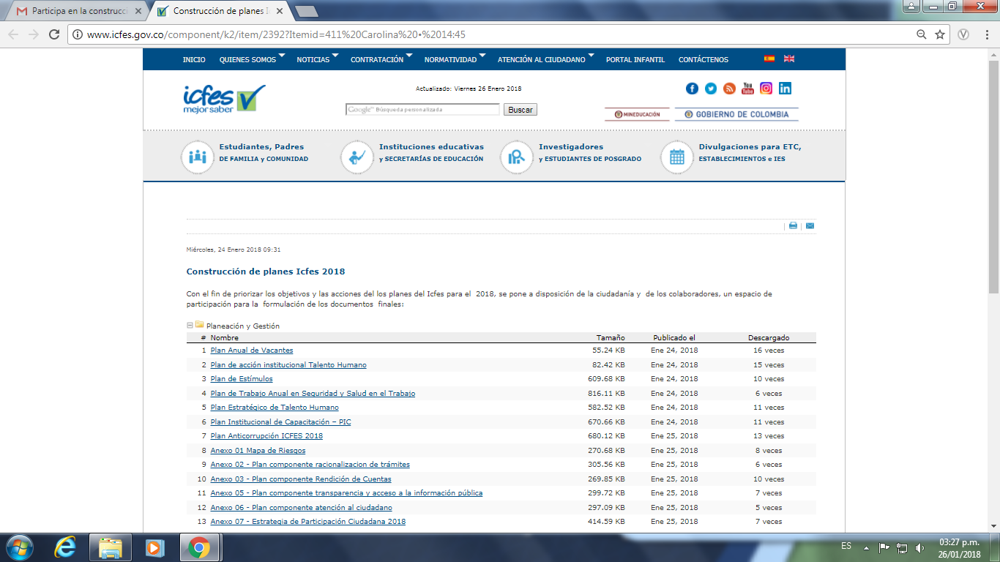 Participa en la construcci
Construcción de planes I
www.icfes.gov.co/component/k2/item/2392?Itemid=411%20Carolina%20•%2014:45
INICIO QUIENES SOMOS NOTICIAS CONTRATACIÓN NORMATIVIDAD ATENCIÓN AL CIUDADANO PORTAL INFANTIL CONTÁCTENOS
icfes
mejor saber
Actualizado: Viernes 26 Enero 2018
Google™ Búsqueda personalizada Buscar
You Tube
MINEDUCACIÓN GOBIERNO DE COLOMBIA
Estudiantes, Padres
DE FAMILIA y COMUNIDAD
Instituciones educativas
y SECRETARÍAS DE EDUCACIÓN
Investigadores
y ESTUDIANTES DE POSGRADO
Divulgaciones para ETC,
ESTABLECIMIENTOS e IES
Miércoles, 24 Enero 2018 09:31
Construcción de planes Icfes 2018
Con el fin de priorizar los objetivos y las acciones del los planes del Icfes para el 2018, se pone a disposición de la ciudadanía y de los colaboradores, un espacio de
participación para la formulación de los documentos finales:
Planeación y Gestión
# Nombre Tamaño Publicado el Descargado
1 Plan Anual de Vacantes 55.24 KB Ene 24, 2018 16 veces
2 Plan de acción institucional Talento Humano 82.42 KB Ene 24, 2018 15 veces
3 Plan de Estímulos 609.68 KB Ene 24, 2018 10 veces
4 Plan de Trabajo Anual en Seguridad y Salud en el Trabajo 816.11 KB Ene 24, 2018 6 veces
5 Plan Estratégico de Talento Humano 582.52 KB Ene 24, 2018 11 veces
6 Plan Institucional de Capacitación – PIC 670.66 KB Ene 24, 2018 11 veces
7 Plan Anticorrupción ICFES 2018 680.12 KB Ene 25, 2018 13 veces
8 Anexo 01 Mapa de Riesgos 270.68 KB Ene 25, 2018 8 veces
9 Anexo 02 - Plan componente racionalizacion de trámites 305.56 KB Ene 25, 2018 6 veces
10 Anexo 03 - Plan componente Rendición de Cuentas 269.85 KB Ene 25, 2018 10 veces
11 Anexo 05 - Plan componente transparencia y acceso a la información pública 299.72 KB Ene 25, 2018 7 veces
12 Anexo 06 - Plan componente atención al ciudadano 297.09 KB Ene 25, 2018 5 veces
13 Anexo 07 - Estrategia de Participación Ciudadana 2018 414.59 KB Ene 25, 2018 7 veces
ES
03:27 p.m.
26/01/2018